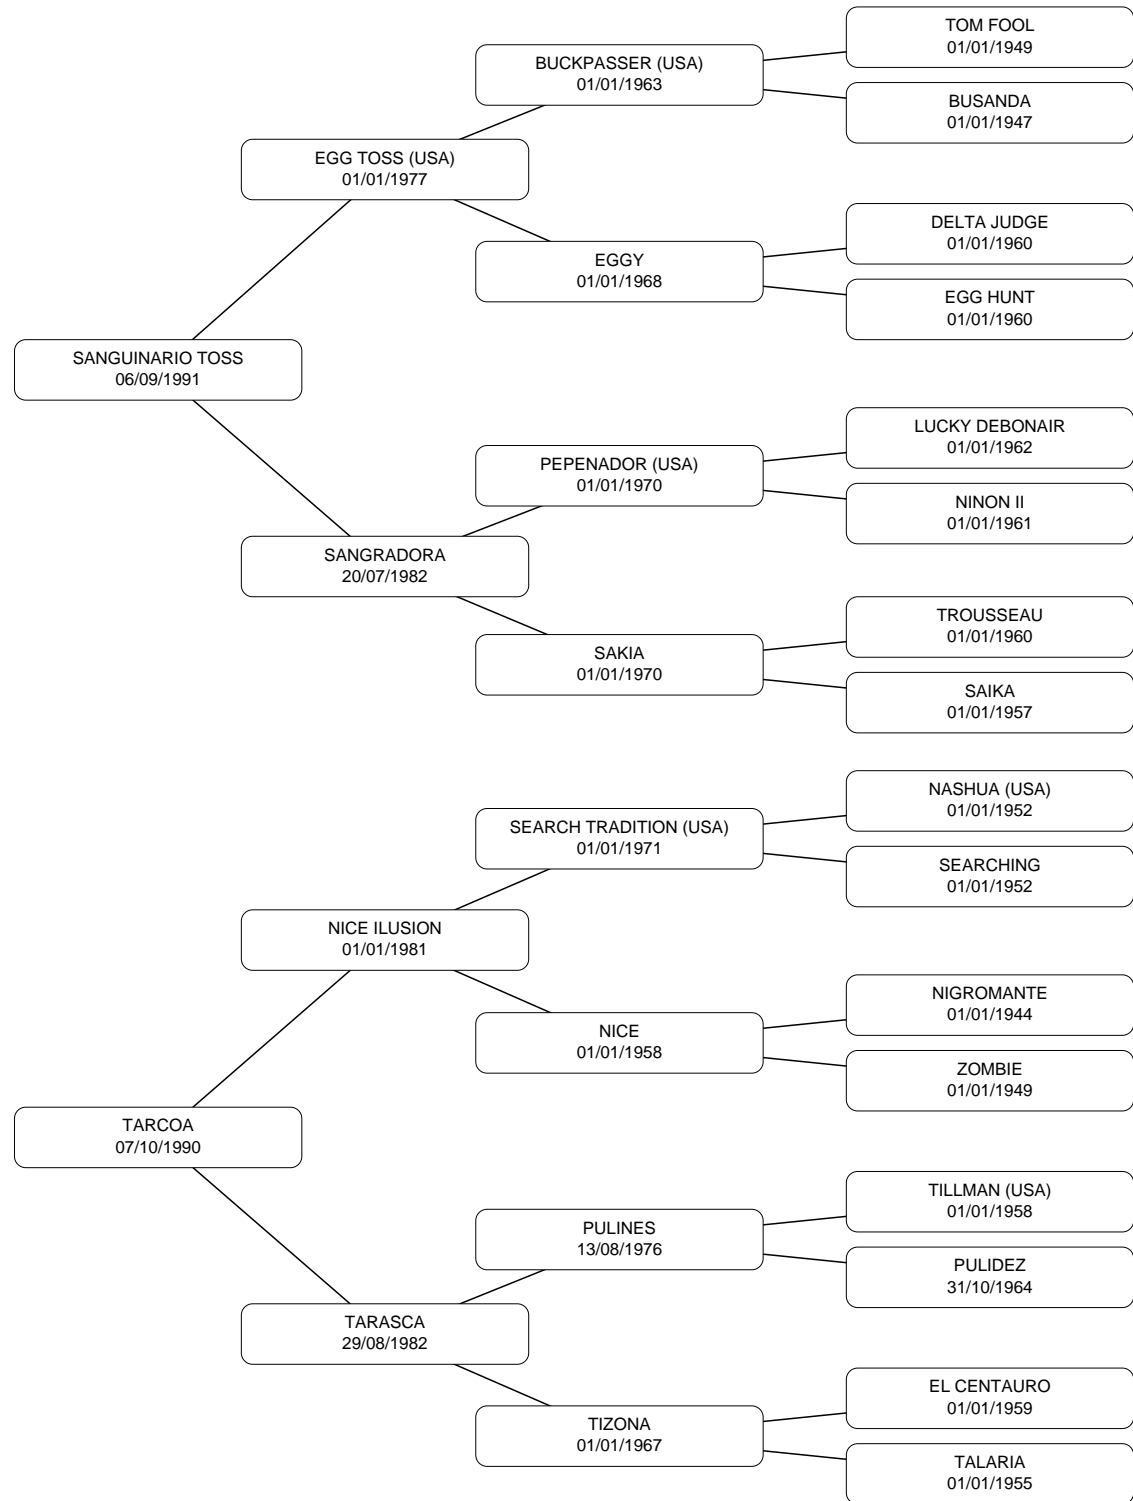 TOM FOOL
01/01/1949
BUCKPASSER (USA)
01/01/1963
BUSANDA
01/01/1947
EGG TOSS (USA)
01/01/1977
DELTA JUDGE
01/01/1960
EGGY
01/01/1968
EGG HUNT
01/01/1960
SANGUINARIO TOSS
06/09/1991
LUCKY DEBONAIR
01/01/1962
PEPENADOR (USA)
01/01/1970
NINON II
01/01/1961
SANGRADORA
20/07/1982
TROUSSEAU
01/01/1960
SAKIA
01/01/1970
SAIKA
01/01/1957
NASHUA (USA)
01/01/1952
SEARCH TRADITION (USA)
01/01/1971
SEARCHING
01/01/1952
NICE ILUSION
01/01/1981
NIGROMANTE
01/01/1944
NICE
01/01/1958
ZOMBIE
01/01/1949
TARCOA
07/10/1990
TILLMAN (USA)
01/01/1958
PULINES
13/08/1976
PULIDEZ
31/10/1964
TARASCA
29/08/1982
EL CENTAURO
01/01/1959
TIZONA
01/01/1967
TALARIA
01/01/1955